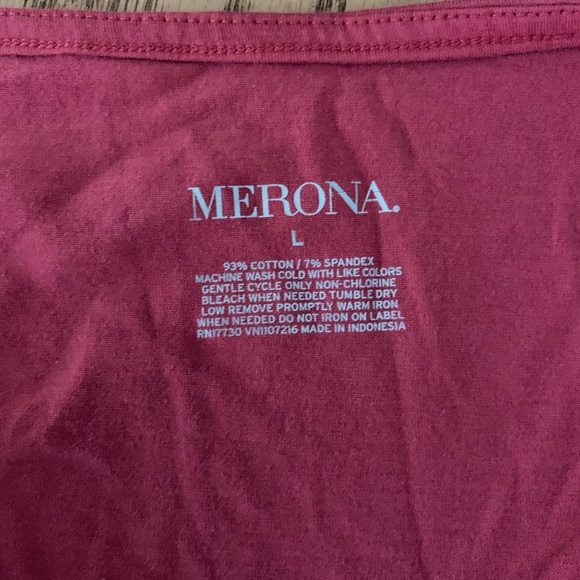 MERONA®
L
93% COTTON / 7% SPANDEX
MACHINE WASH COLD WITH LIKE COLORS
GENTLE CYCLE ONLY NON-CHLORINE
BLEACH WHEN NEEDED TUMBLE DRY
LOW REMOVE PROMPTLY WARM IRON
WHEN NEEDED DO NOT IRON ON LABEL
RN17730 VN1107216 MADE IN INDONESIA